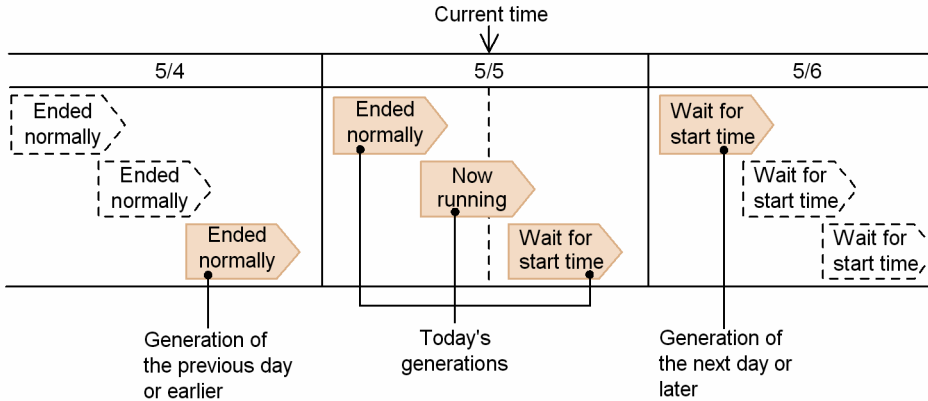 Current time
5/4
5/5
5/6
Ended
normally
Ended
normally
Wait for
start time
Ended
normally
Now
running
Wait for
start time
Ended
normally
Wait for
start time
Wait for
start time
Generation of
the previous day
or earlier
Today's
generations
Generation of
the next day or
later